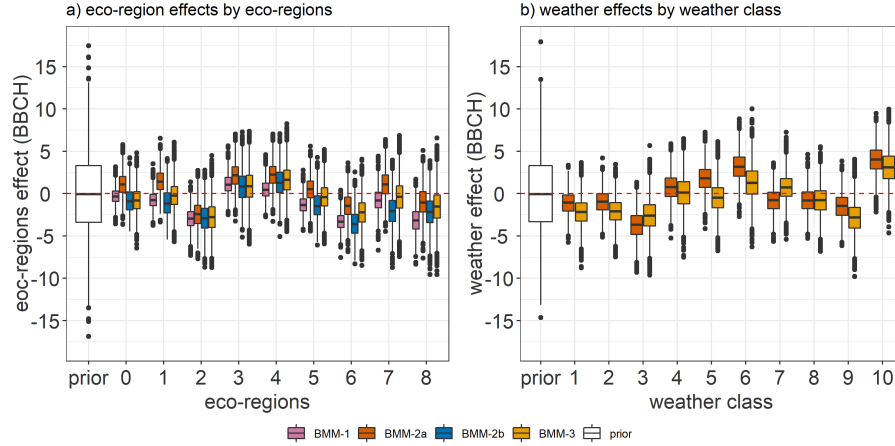 a) eco-region effects by eco-regions
b) weather effects by weather class
eoc-regions effect (BBCH)
15
10
5
0
-5
-10
-15
prior 0 1 2 3 4 5 6 7 8
eco-regions
weather effect (BBCH)
15
10
5
0
-5
-10
-15
prior 1 2 3 4 5 6 7 8 9 10
weather class
BMM-1 BMM-2a BMM-2b BMM-3 prior